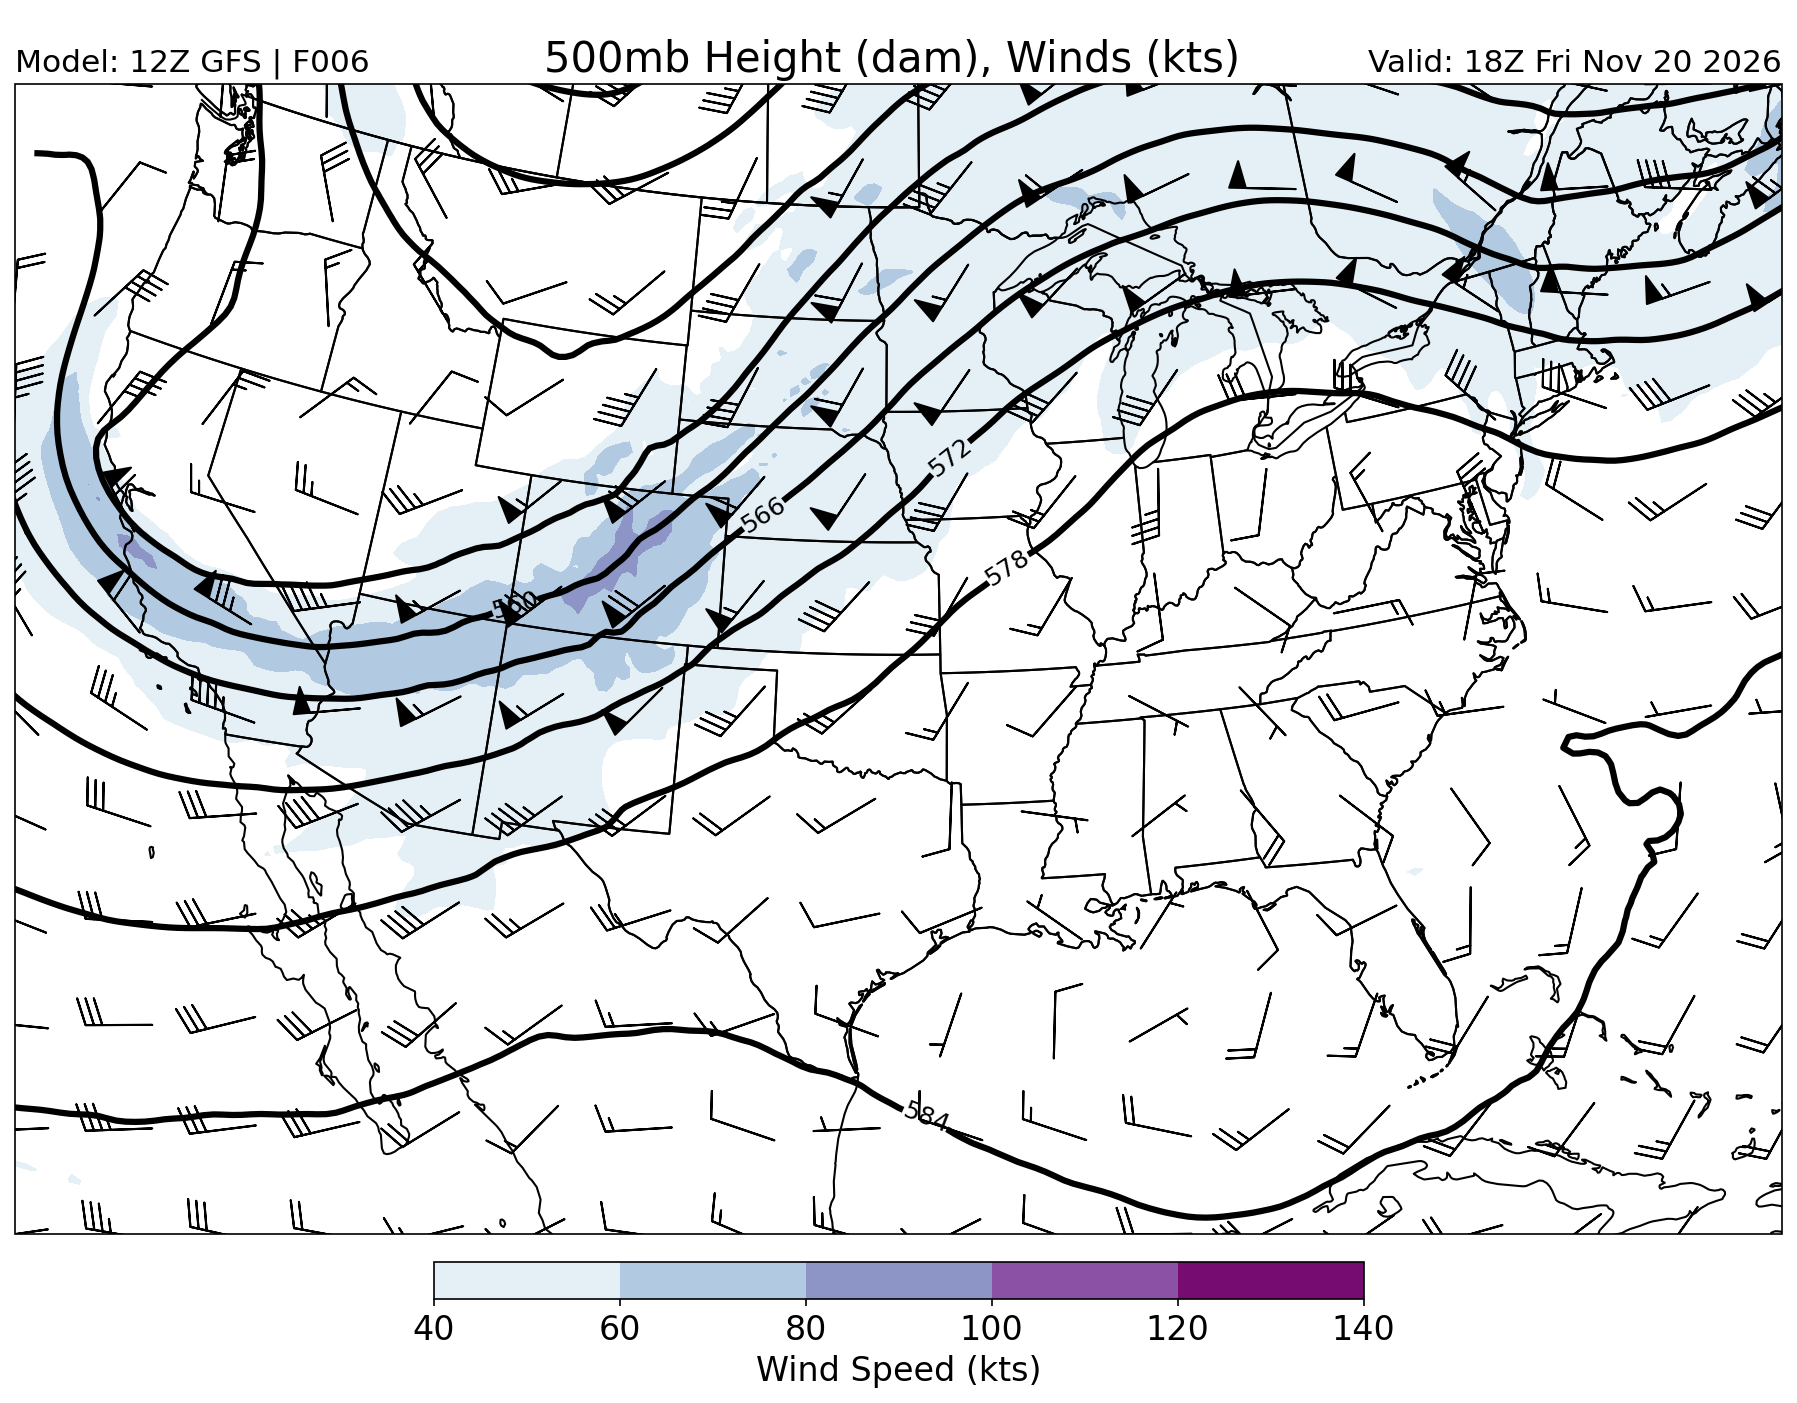 500mb Height (dam), Winds (kts)
Model: 12Z GFS | F006
Valid: 18Z Fri Nov 20 2026
572
566
578
560
584
40 60 80 100 120 140
Wind Speed (kts)